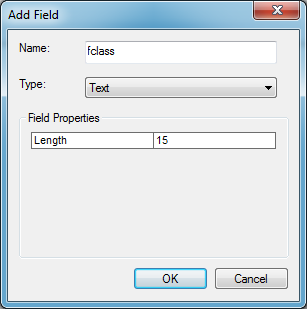 Add Field
Name: fclass
Type: Text
Field Properties
Length 15
OK Cancel